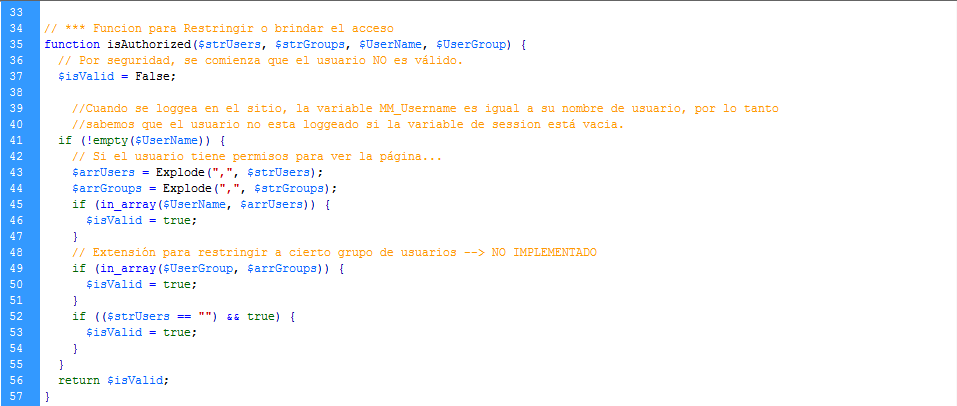 33
34 // *** Funcion para Restringir o brindar el acceso
35 function isAuthorized($strUsers, $strGroups, $UserName, $UserGroup) {
36 // Por seguridad, se comienza que el usuario NO es válido.
37 $isValid = False;
38
39 //Cuando se loggea en el sitio, la variable MM_Username es igual a su nombre de usuario, por lo tanto
40 //sabemos que el usuario no esta loggeado si la variable de session está vacia.
41 if (!empty($UserName)) {
42 // Si el usuario tiene permisos para ver la página...
43 $arrUsers = Explode(",", $strUsers);
44 $arrGroups = Explode(",", $strGroups);
45 if (in_array($UserName, $arrUsers)) {
46 $isValid = true;
47 }
48 // Extensión para restringir a cierto grupo de usuarios --> NO IMPLEMENTADO
49 if (in_array($UserGroup, $arrGroups)) {
50 $isValid = true;
51 }
52 if (($strUsers == "") && true) {
53 $isValid = true;
54 }
55 }
56 return $isValid;
57 }